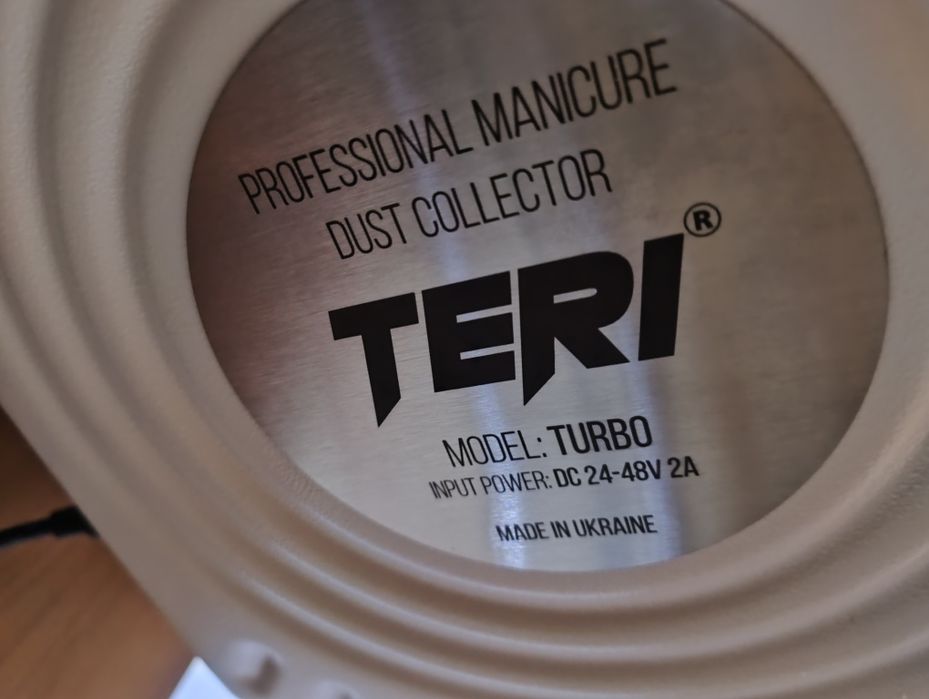 PROFESSIONAL MANICURE
DUST COLLECTOR
TERI®
MODEL: TURBO
INPUT POWER: DC 24-48V 2A
MADE IN UKRAINE